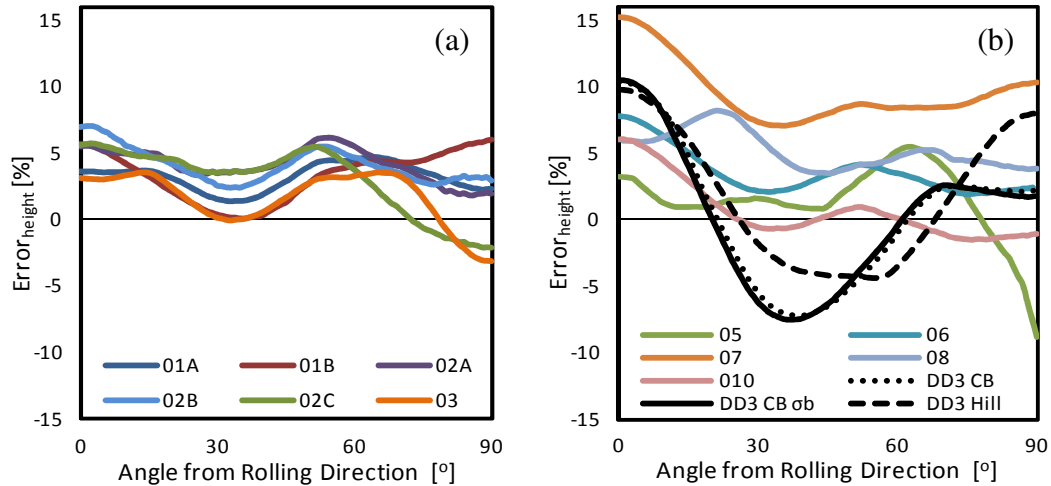 (a)
Error_height [%]
15
10
5
0
-5
-10
-15
01A 01B 02A
02B 02C 03
0 30 60 90
Angle from Rolling Direction [°]
(b)
Error_height [%]
15
10
5
0
-5
-10
-15
05 06
07 08
010 DD3 CB
DD3 CB σb DD3 Hill
0 30 60 90
Angle from Rolling Direction [°]